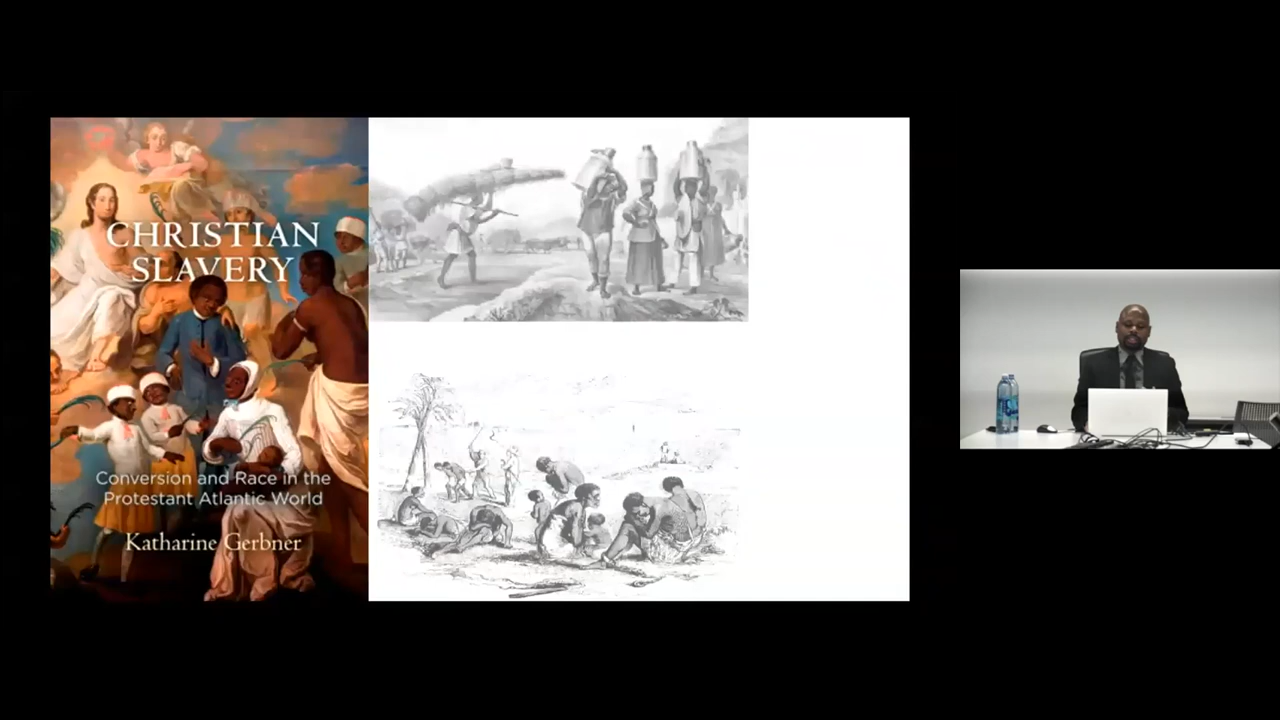 CHRISTIAN
SLAVERY
Conversion and Race in the
Protestant Atlantic World
Katharine Gerbner